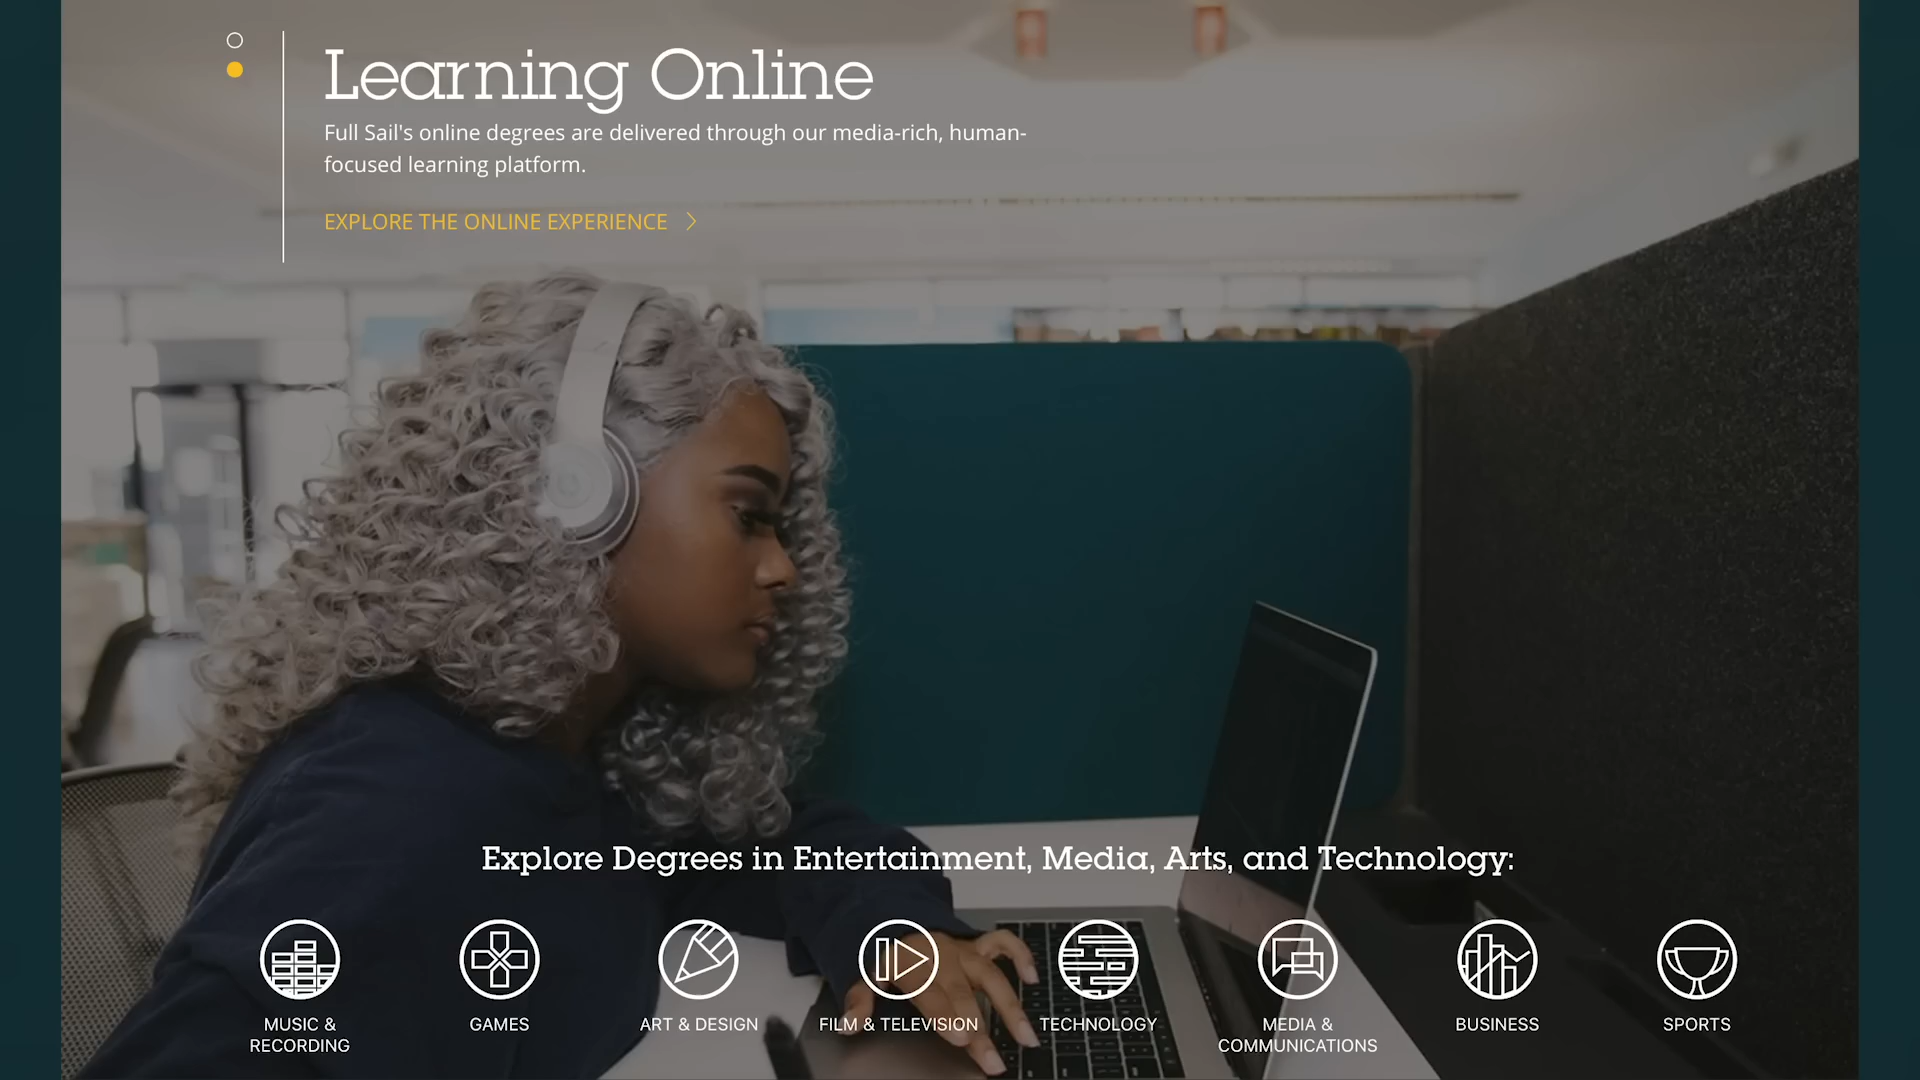 Learning Online
Full Sail's online degrees are delivered through our media-rich, human-
focused learning platform.
EXPLORE THE ONLINE EXPERIENCE
Explore Degrees in Entertainment, Media, Arts, and Technology:
MUSIC &
RECORDING
GAMES
ART & DESIGN
FILM & TELEVISION
TECHNOLOGY
MEDIA &
COMMUNICATIONS
BUSINESS
SPORTS